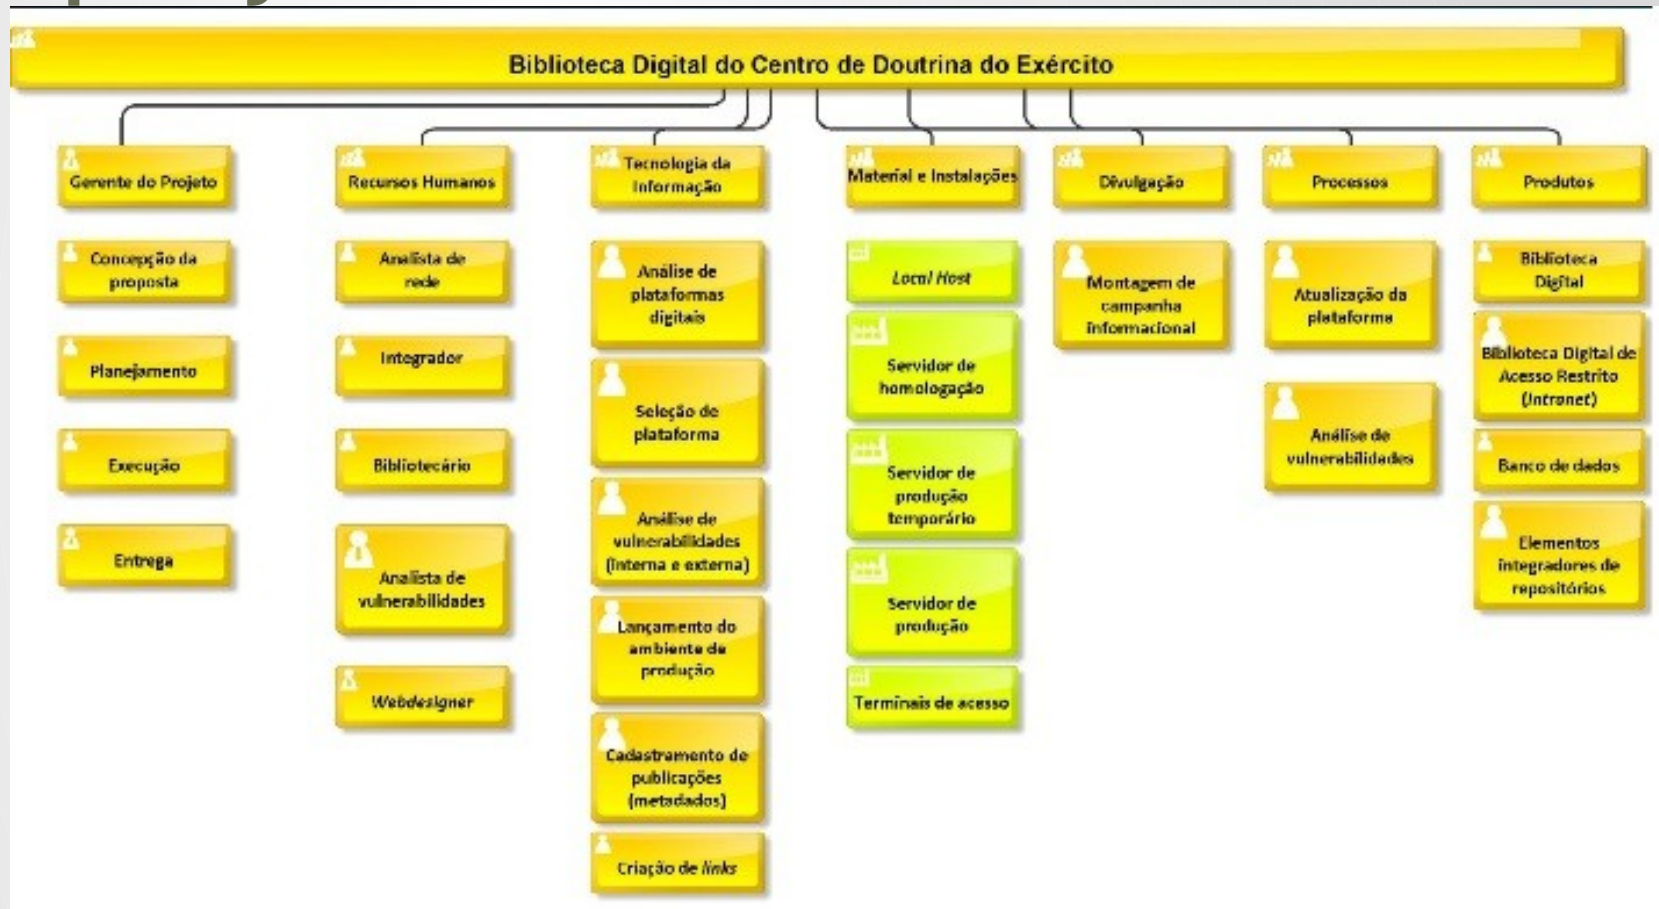 Biblioteca Digital do Centro de Doutrina do Exército
Gerente do Projeto
Concepção da
proposta
Planejamento
Execução
Entrega
Recursos Humanos
Analista de
rede
Integrador
Bibliotecário
Analista de
vulnerabilidades
Webdesigner
Tecnologia da
Informação
Análise de
plataformas
digitais
Seleção de
plataforma
Análise de
vulnerabilidades
(interna e externa)
Lançamento do
ambiente de
produção
Cadastramento de
publicações
(metadados)
Criação de links
Material e Instalações
Local Host
Servidor de
homologação
Servidor de
produção
temporário
Servidor de
produção
Terminais de acesso
Divulgação
Montagem de
campanha
informacional
Processos
Atualização da
plataforma
Análise de
vulnerabilidades
Produtos
Biblioteca
Digital
Biblioteca Digital de
Acesso Restrito
(Intranet)
Banco de dados
Elementos
integradores de
repositórios